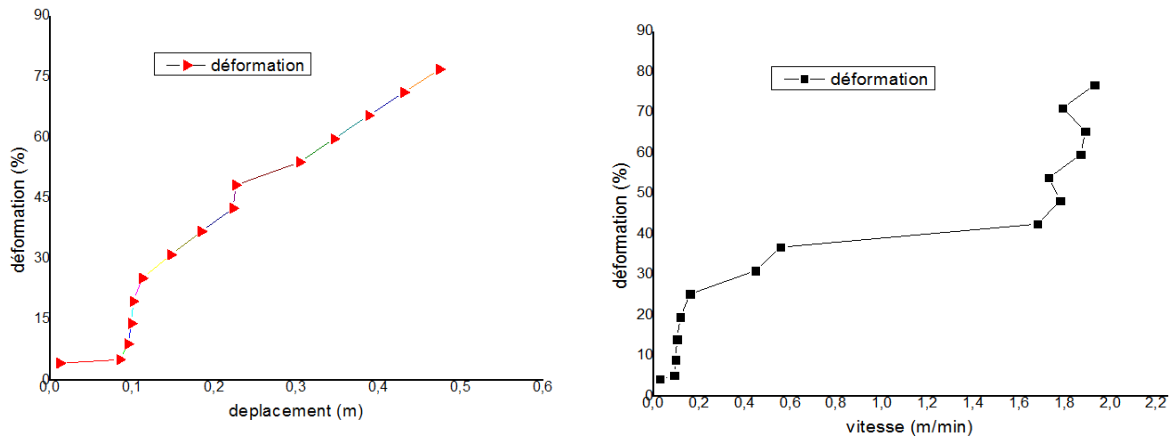 90
75
60
45
30
15
0
déformation (%)
déformation
0,0 0,1 0,2 0,3 0,4 0,5 0,6
deplacement (m)
90
80
70
60
50
40
30
20
10
0
déformation (%)
déformation
0,0 0,2 0,4 0,6 0,8 1,0 1,2 1,4 1,6 1,8 2,0 2,2
vitesse (m/min)